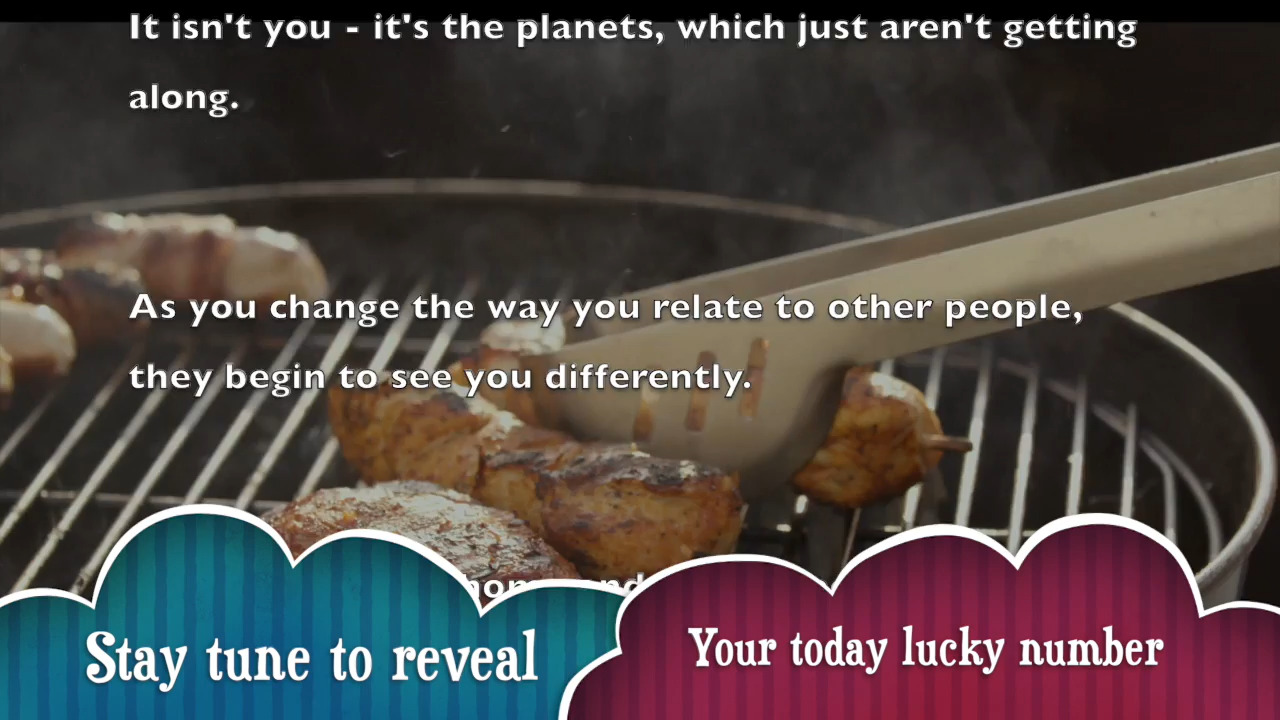 It isn't you - it's the planets, which just aren't getting
along.
As you change the way you relate to other people,
they begin to see you differently.
Stay tune to reveal
Your today lucky number